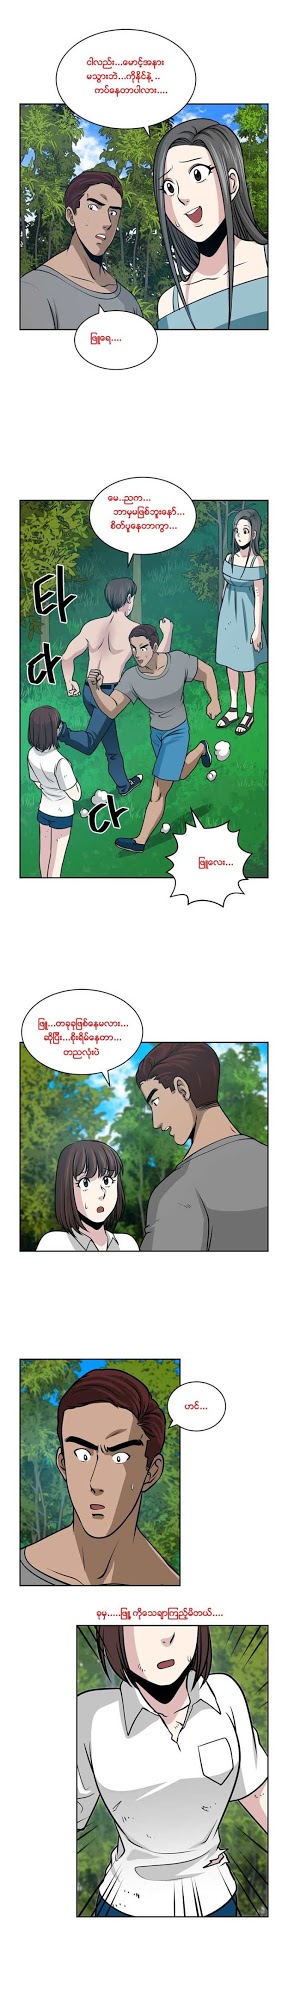 ငါလည်း...မောင့်အနား
မသွားဘဲ...ကိုနိုင်နဲ့ ..
ကပ်နေတာပါလား....
ဖြူရေ....
မေ..ညက...
ဘာမှမဖြစ်ဘူးနော်...
စိတ်ပူနေတာကွာ...
타
다
다
ဖြူလေး...
ဖြူ...တခုခုဖြစ်နေမလား...
ဆိုပြီး...စိုးရိမ်နေတာ...
တညလုံးပဲ
ဟင်...
ခုမှ.....ဖြူ့ ကိုသေချာကြည့်မိတယ်....